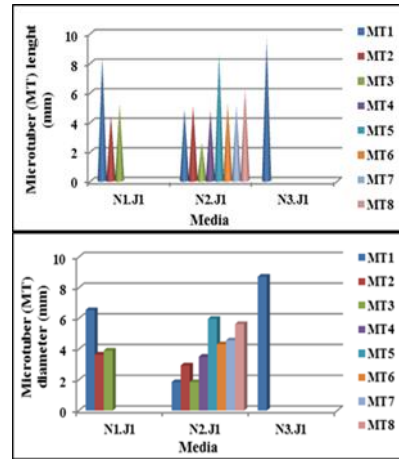 Microtuber (MT) lenght
(mm)
10
8
6
4
2
0
N1.J1
N2.J1
N3.J1
Media
MT1
MT2
MT3
MT4
MT5
MT6
MT7
MT8
Microtuber (MT)
diameter (mm)
10
8
6
4
2
0
N1.J1
N2.J1
N3.J1
Media
MT1
MT2
MT3
MT4
MT5
MT6
MT7
MT8